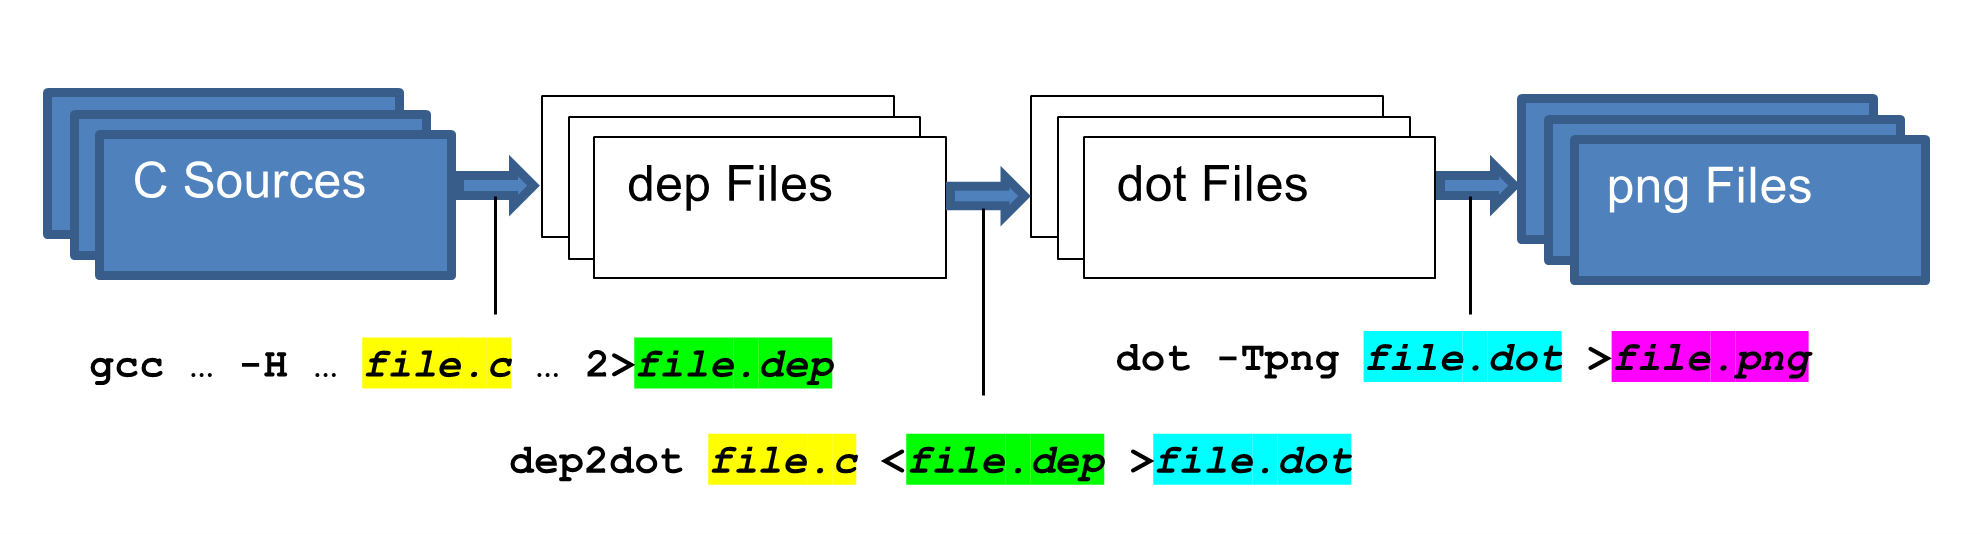 C Sources
dep Files
dot Files
png Files
gcc … -H … file.c … 2>file.dep
dot -Tpng file.dot >file.png
dep2dot file.c <file.dep >file.dot